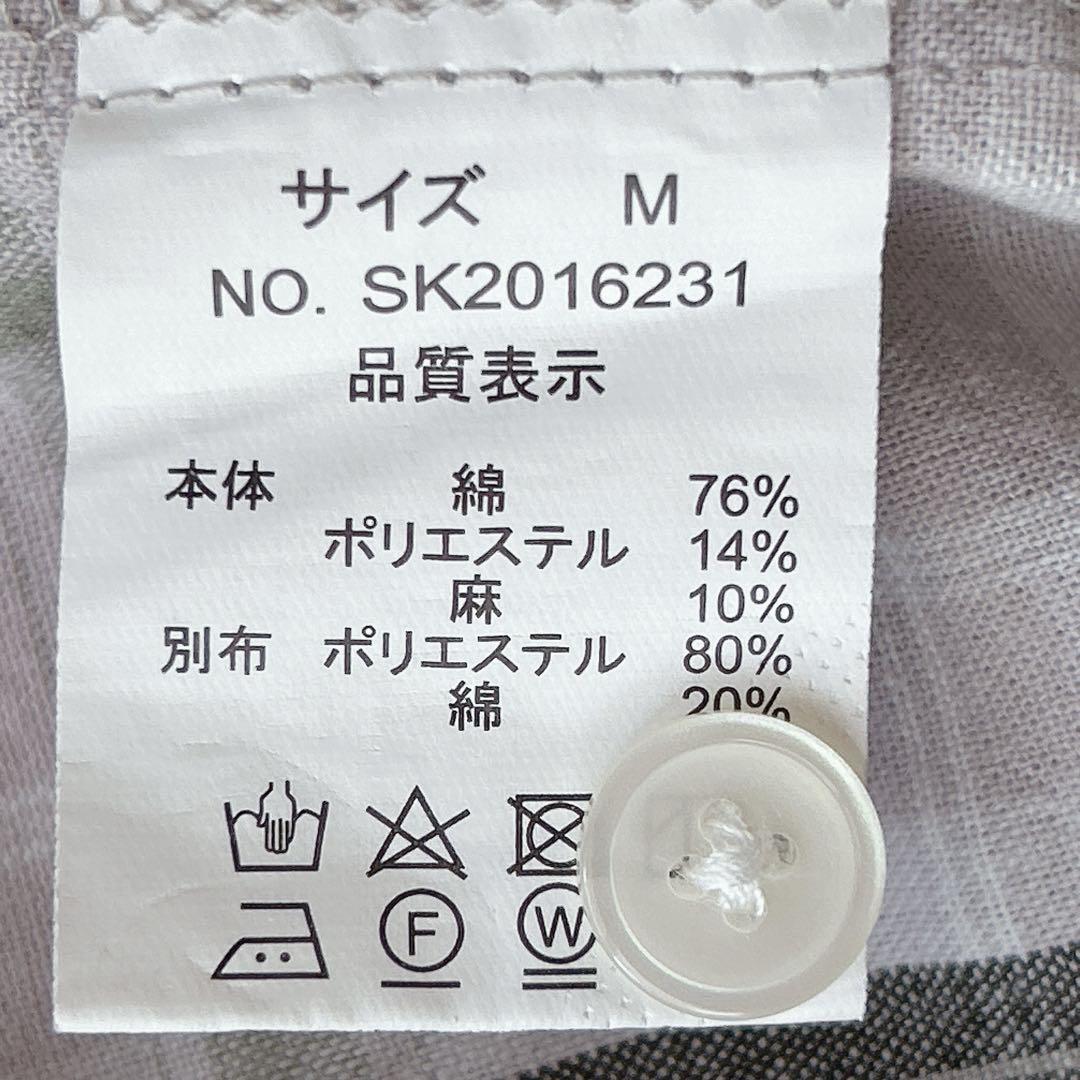 サイズ M
NO. SK2016231
品質表示
本体 綿 76%
ポリエステル 14%
麻 10%
別布 ポリエステル 80%
綿 20%
F W